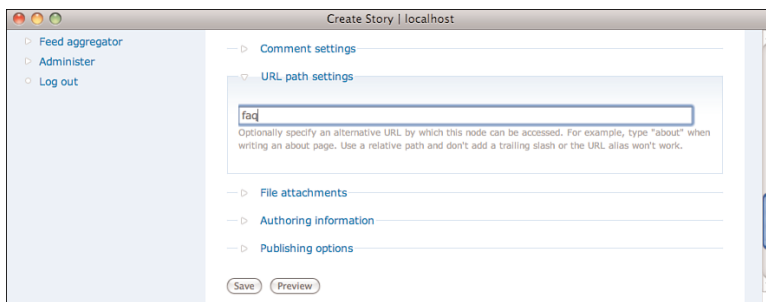 Create Story | localhost
Feed aggregator
Administer
Log out
Comment settings
URL path settings
faq
Optionally specify an alternative URL by which this node can be accessed. For example, type "about" when
writing an about page. Use a relative path and don't add a trailing slash or the URL alias won't work.
File attachments
Authoring information
Publishing options
Save Preview